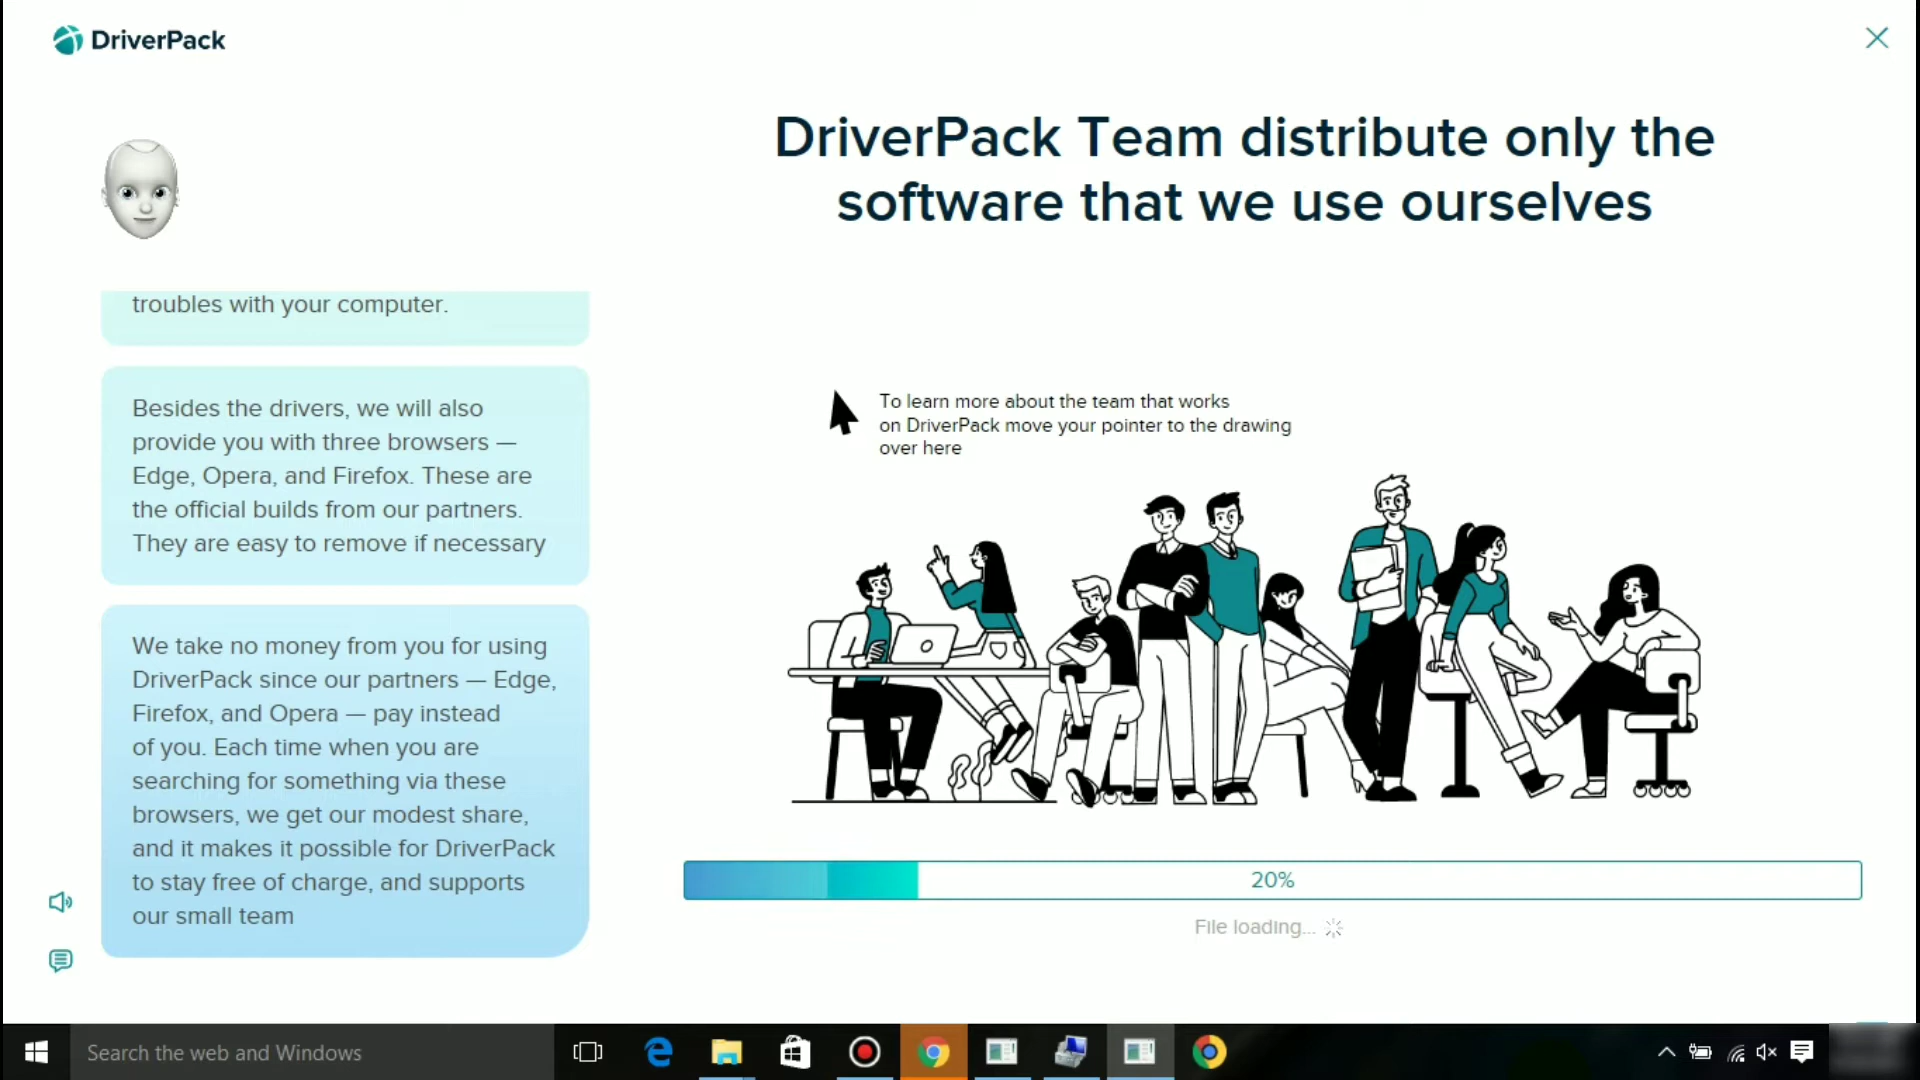 DriverPack
DriverPack Team distribute only the
software that we use ourselves
troubles with your computer.
Besides the drivers, we will also
provide you with three browsers —
Edge, Opera, and Firefox. These are
the official builds from our partners.
They are easy to remove if necessary
We take no money from you for using
DriverPack since our partners — Edge,
Firefox, and Opera — pay instead
of you. Each time when you are
searching for something via these
browsers, we get our modest share,
and it makes it possible for DriverPack
to stay free of charge, and supports
our small team
To learn more about the team that works
on DriverPack move your pointer to the drawing
over here
20%
File loading...
Search the web and Windows